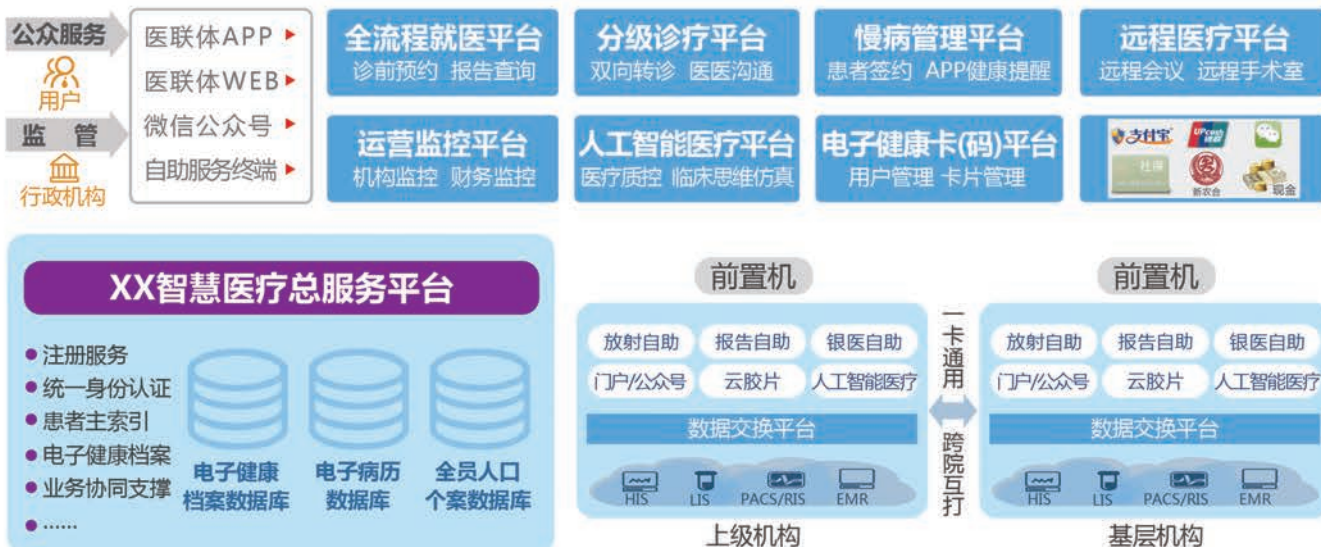 公众服务
用户
监 管
行政机构
医联体APP
医联体WEB
微信公众号
自助服务终端
全流程就医平台
诊前预约 报告查询
分级诊疗平台
双向转诊 医医沟通
慢病管理平台
患者签约 APP健康提醒
远程医疗平台
远程会议 远程手术室
运营监控平台
机构监控 财务监控
人工智能医疗平台
医疗质控 临床思维仿真
电子健康卡(码)平台
用户管理 卡片管理
支付宝
UPcash
社保
新农合
现金
XX智慧医疗总服务平台
注册服务
统一身份认证
患者主索引
电子健康档案
业务协同支撑
……
电子健康
档案数据库
电子病历
数据库
全员人口
个案数据库
前置机
放射自助 报告自助 银医自助
门户/公众号 云胶片 人工智能医疗
数据交换平台
HIS LIS PACS/RIS EMR
上级机构
一卡通用
跨院互打
前置机
放射自助 报告自助 银医自助
门户/公众号 云胶片 人工智能医疗
数据交换平台
HIS LIS PACS/RIS EMR
基层机构